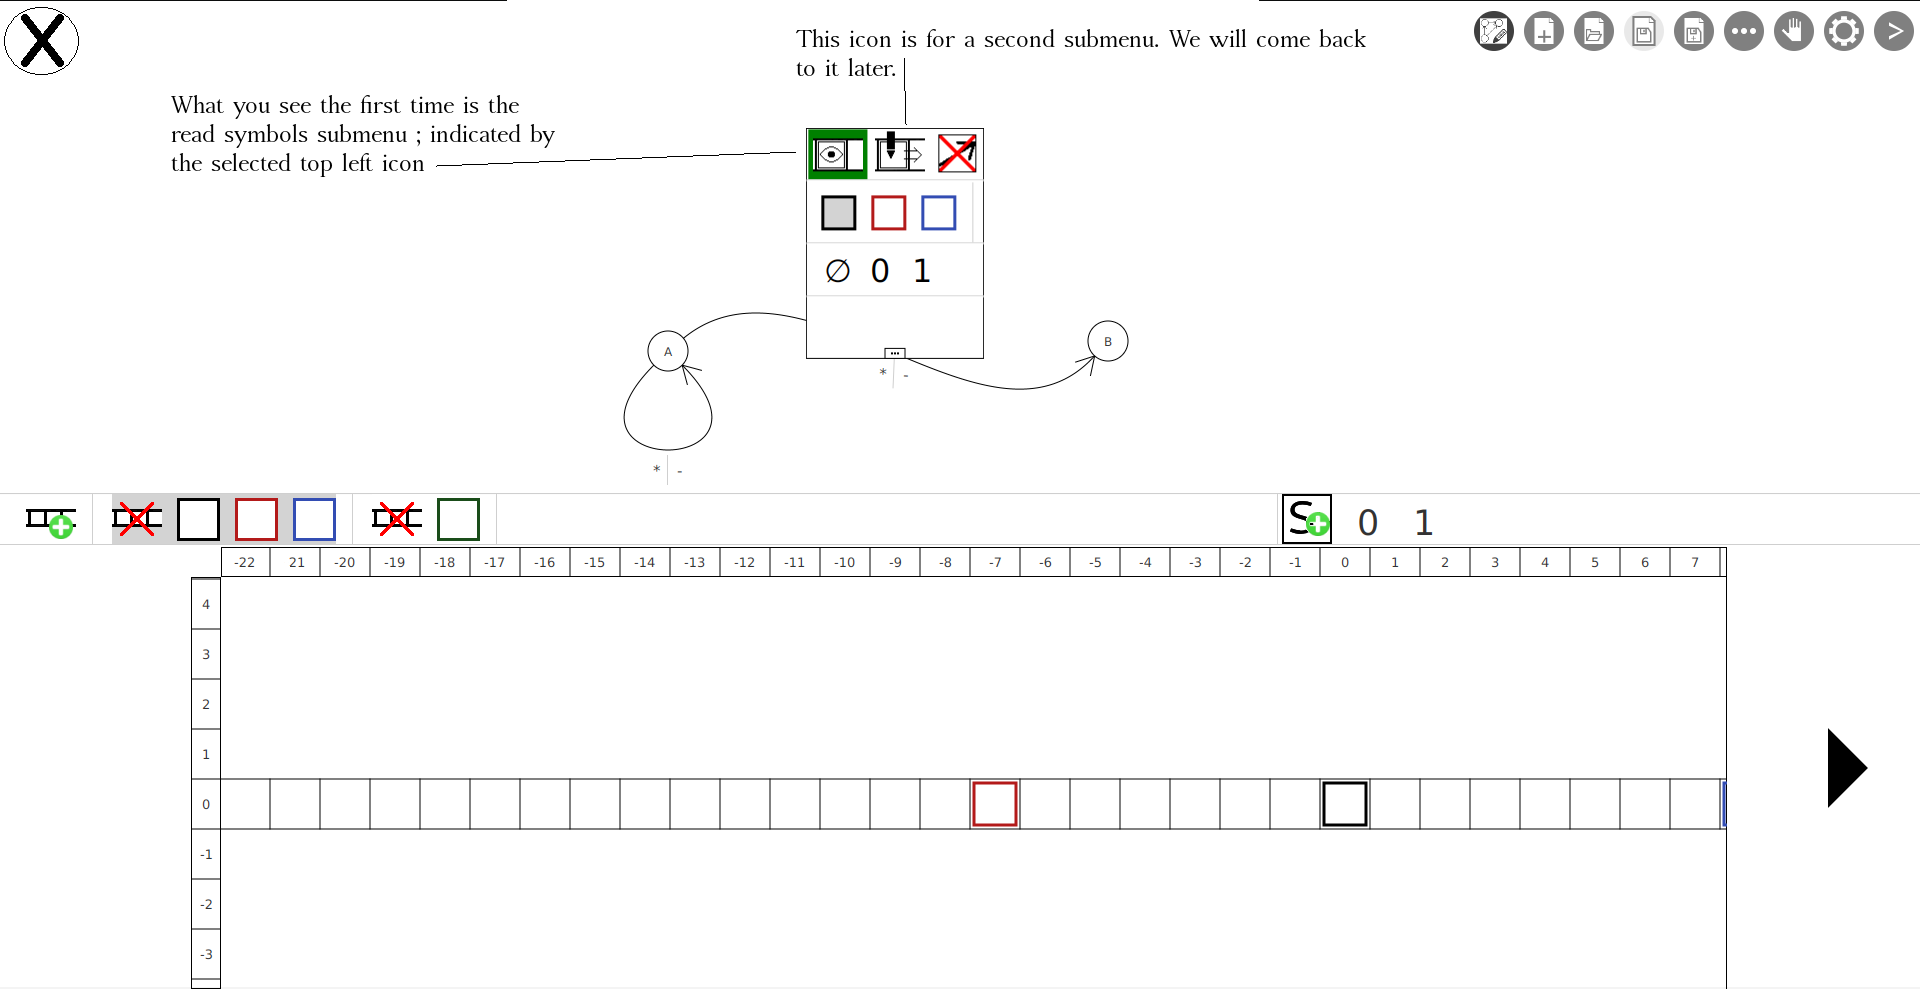 This icon is for a second submenu. We will come back
to it later.
What you see the first time is the
read symbols submenu ; indicated by
the selected top left icon
∅ 0 1
A
B
* -
* -
S 0 1
-22 21 -20 -19 -18 -17 -16 -15 -14 -13 -12 -11 -10 -9 -8 -7 -6 -5 -4 -3 -2 -1 0 1 2 3 4 5 6 7
4
3
2
1
0
-1
-2
-3